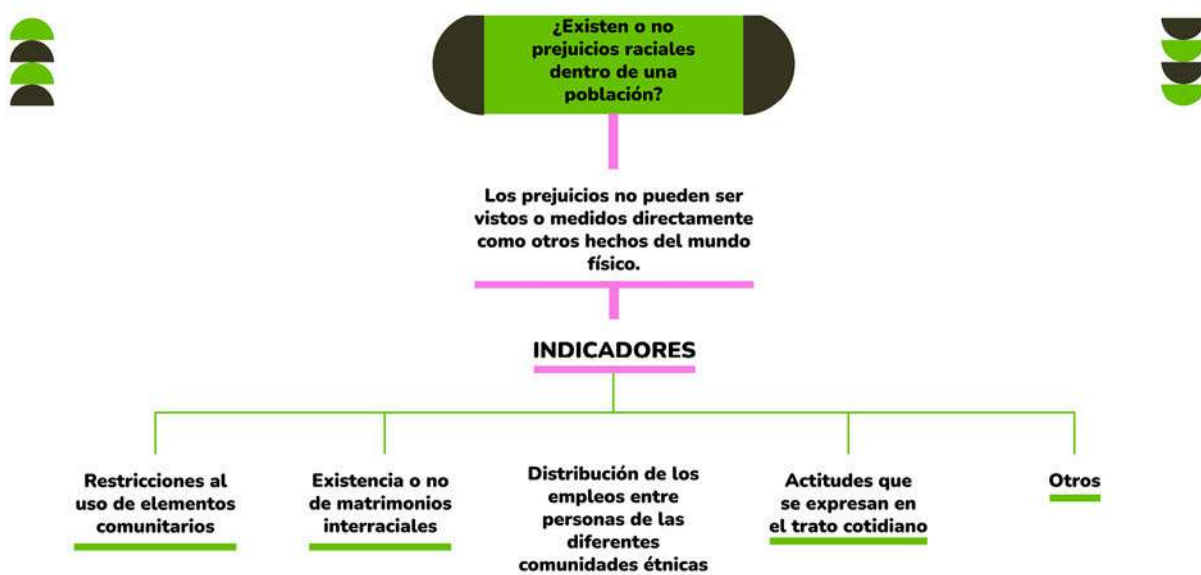 ¿Existen o no
prejuicios raciales
dentro de una
población?
Los prejuicios no pueden ser
vistos o medidos directamente
como otros hechos del mundo
físico.
INDICADORES
Restricciones al
uso de elementos
comunitarios
Existencia o no
de matrimonios
interraciales
Distribución de los
empleos entre
personas de las
diferentes
comunidades étnicas
Actitudes que
se expresan en
el trato cotidiano
Otros